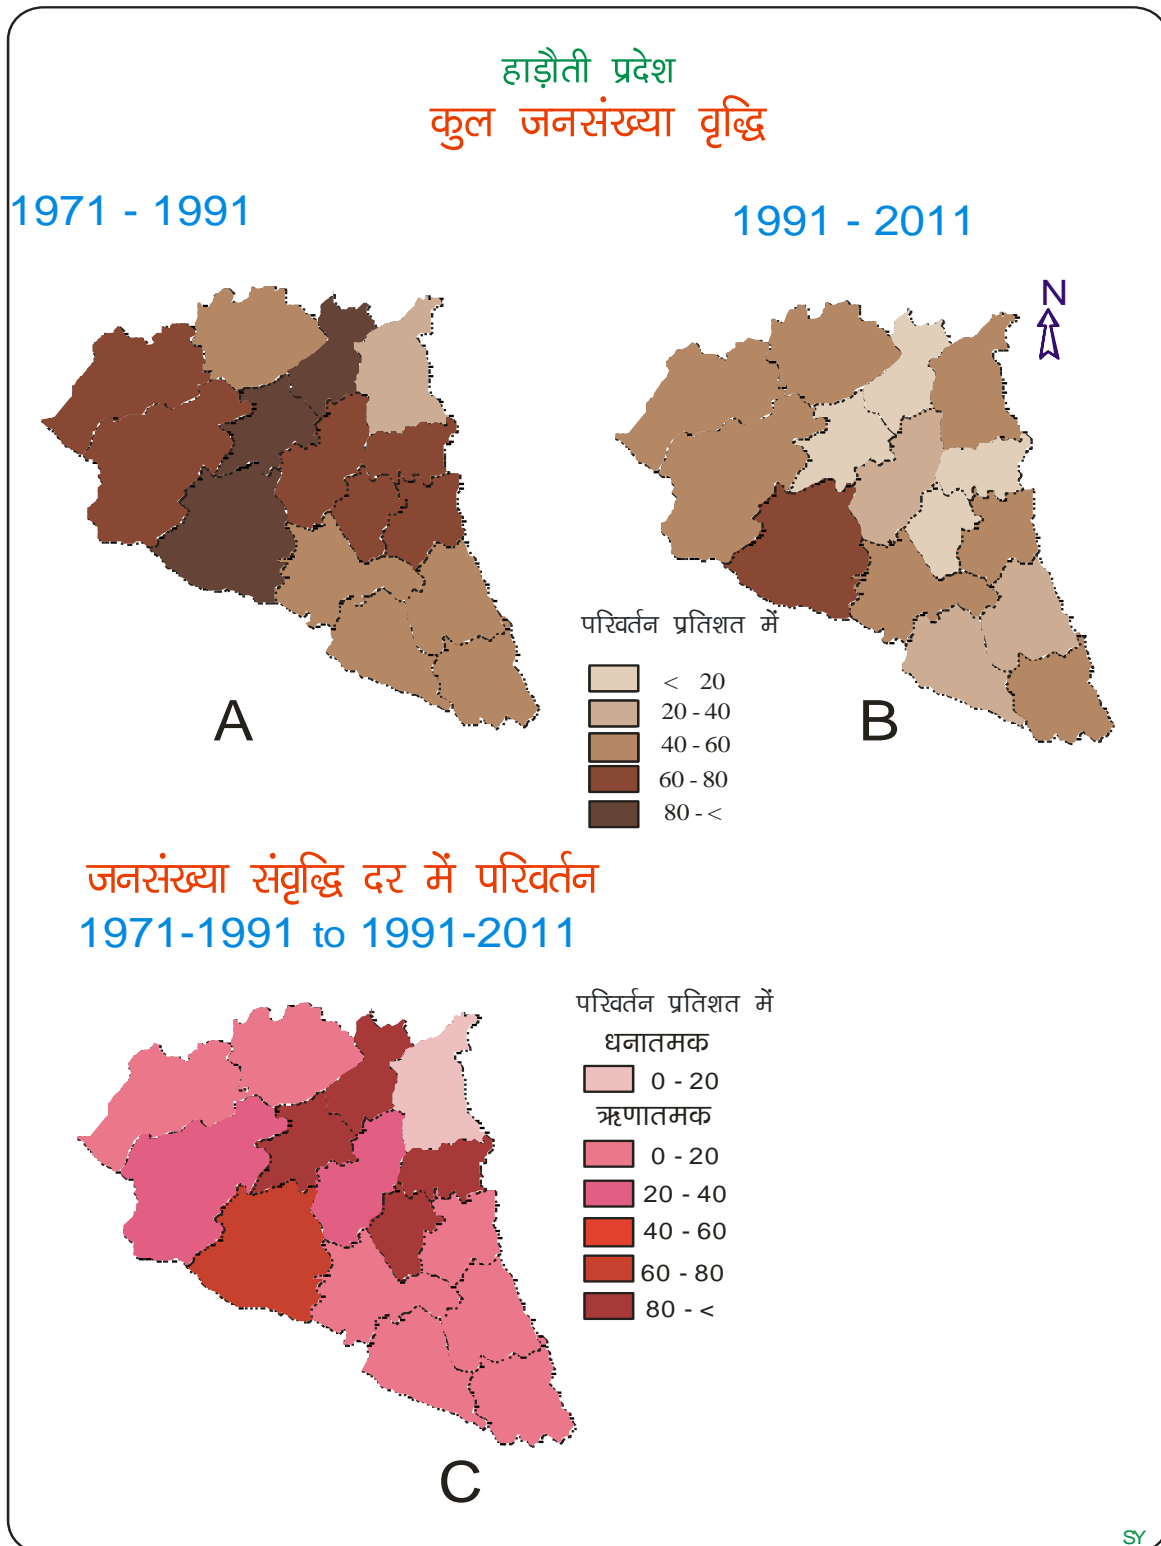 हाड़ौती प्रदेश
कुल जनसंख्या वृद्धि
1971 - 1991
1991 - 2011
N
परिवर्तन प्रतिशत में
< 20
20 - 40
40 - 60
60 - 80
80 - <
A
B
जनसंख्या संवृद्धि दर में परिवर्तन
1971-1991 to 1991-2011
परिवर्तन प्रतिशत में
धनातमक
0 - 20
ऋणातमक
0 - 20
20 - 40
40 - 60
60 - 80
80 - <
C
SY